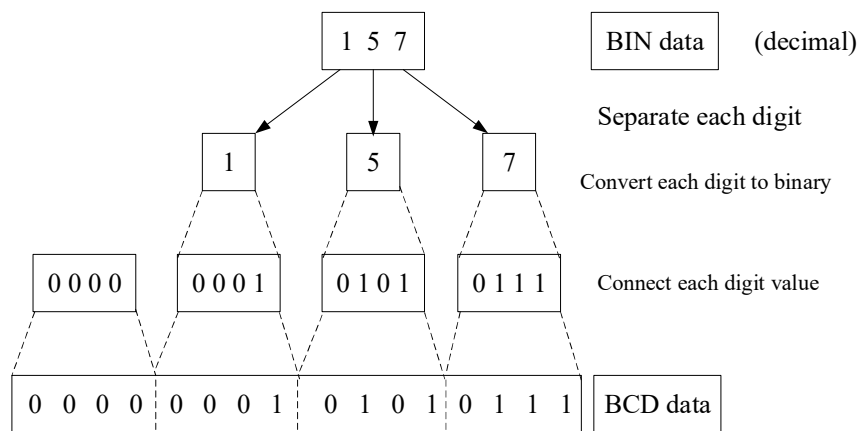 1 5 7 BIN data (decimal)
Separate each digit
1 5 7
Convert each digit to binary
0 0 0 0 0 0 0 1 0 1 0 1 0 1 1 1
Connect each digit value
0 0 0 0 0 0 0 1 0 1 0 1 0 1 1 1 BCD data